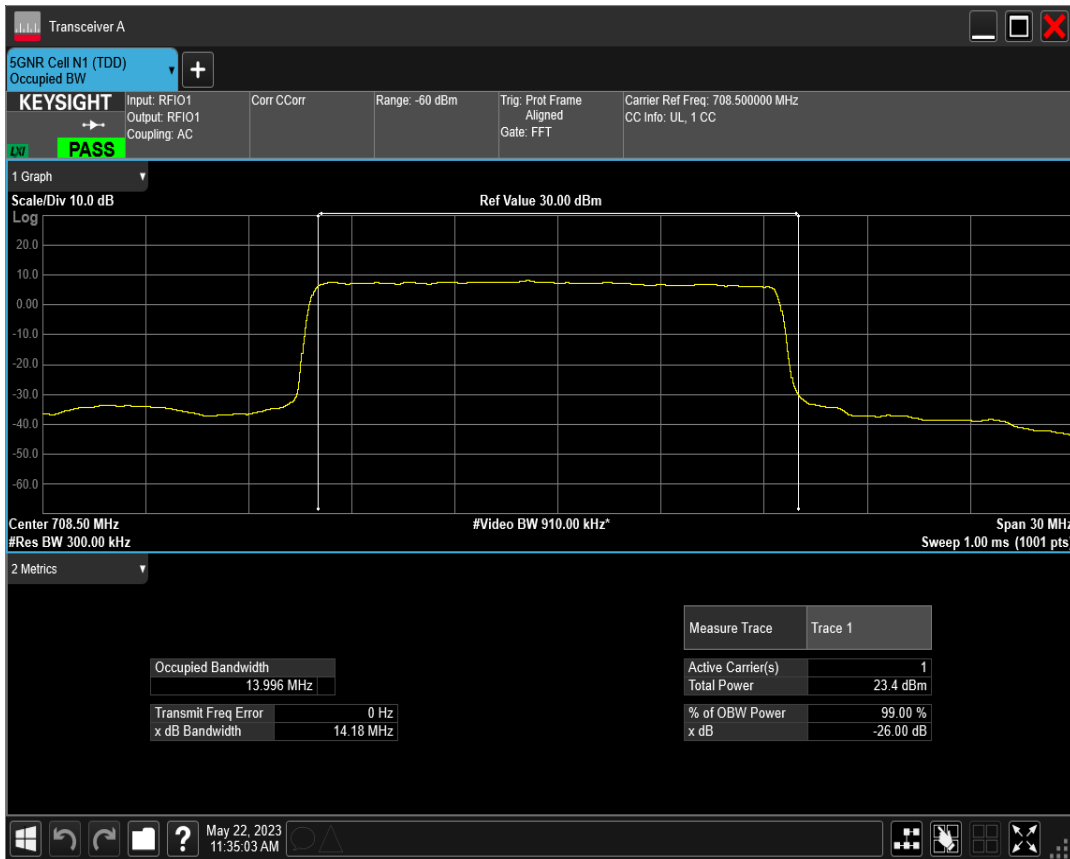 Transceiver A
5GNR Cell N1 (TDD)
Occupied BW
+
KEYSIGHT
LXI
PASS
Input: RFIO1
Output: RFIO1
Coupling: AC
Corr CCorr
Range: -60 dBm
Trig: Prot Frame
Aligned
Gate: FFT
Carrier Ref Freq: 708.500000 MHz
CC Info: UL, 1 CC
1 Graph
Scale/Div 10.0 dB
Ref Value 30.00 dBm
Log
20.0
10.0
0.00
-10.0
-20.0
-30.0
-40.0
-50.0
-60.0
Center 708.50 MHz
#Video BW 910.00 kHz*
Span 30 MHz
#Res BW 300.00 kHz
Sweep 1.00 ms (1001 pts)
2 Metrics
Measure Trace Trace 1
Occupied Bandwidth
13.996 MHz
Active Carrier(s) 1
Total Power 23.4 dBm
Transmit Freq Error 0 Hz
x dB Bandwidth 14.18 MHz
% of OBW Power 99.00 %
x dB -26.00 dB
?
May 22, 2023
11:35:03 AM